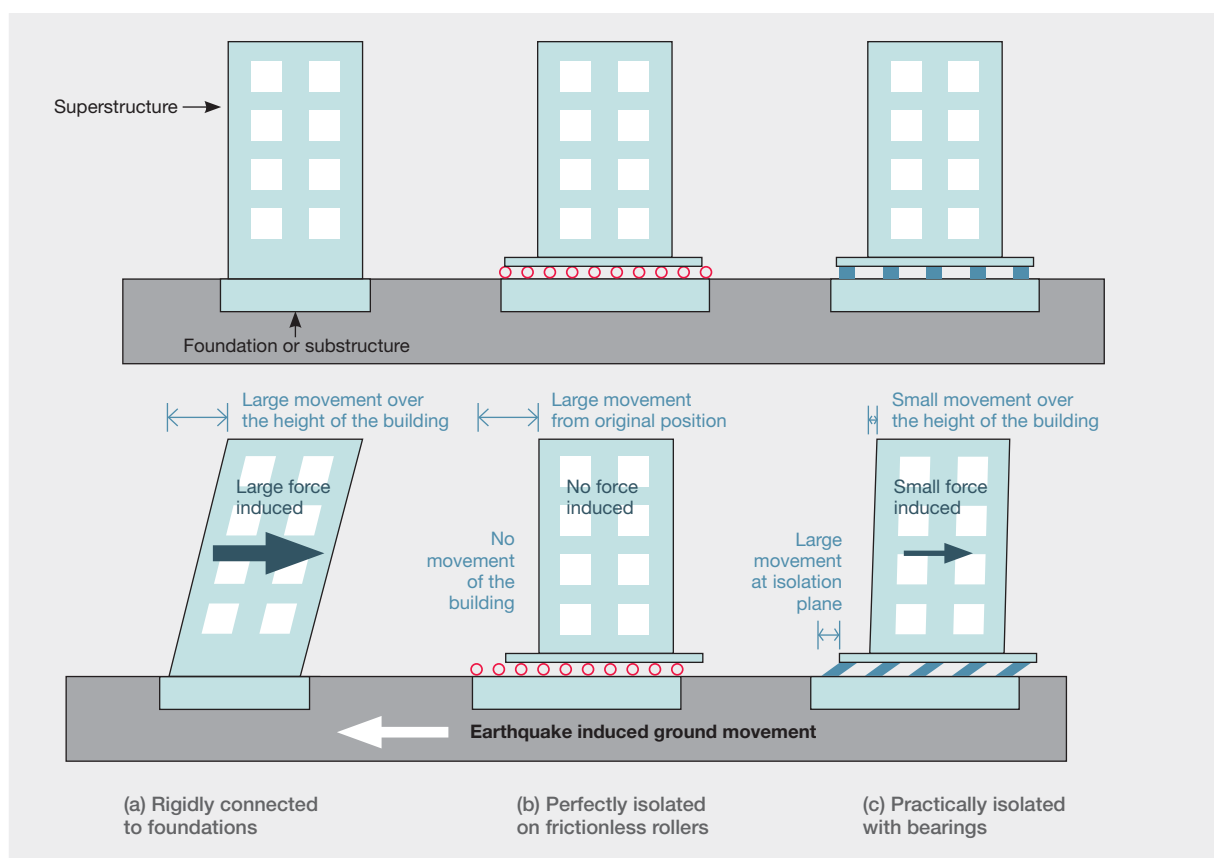 Superstructure
Foundation or substructure
Large movement over
the height of the building
Large movement
from original position
Small movement over
the height of the building
Large force
induced
No force
induced
Small force
induced
No
movement
of the
building
Large
movement
at isolation
plane
Earthquake induced ground movement
(a) Rigidly connected
to foundations
(b) Perfectly isolated
on frictionless rollers
(c) Practically isolated
with bearings